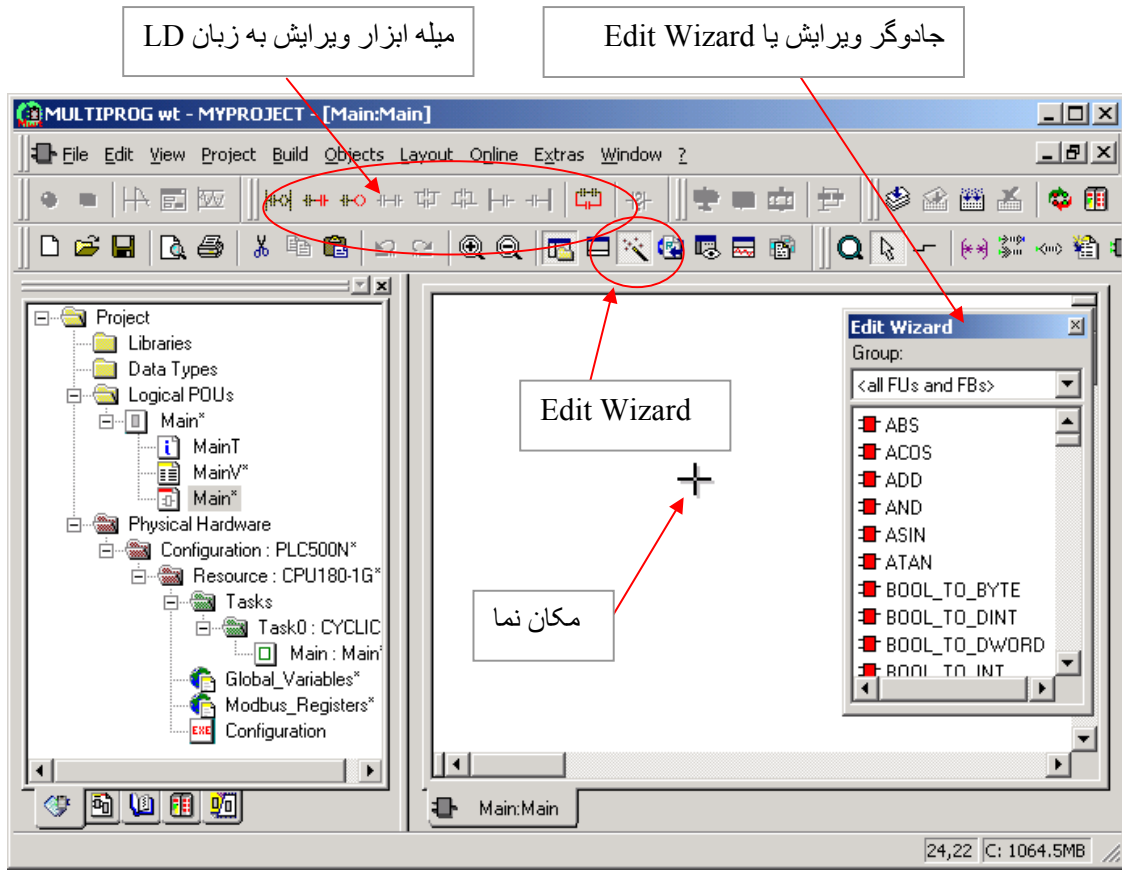 میله ابزار ویرایش به زبان LD
جادوگر ویرایش یا Edit Wizard
MULTIPROG wt - MYPROJECT - [Main:Main]
File Edit View Project Build Objects Layout Online Extras Window ?
Project
Libraries
Data Types
Logical POUs
Main*
MainT
MainV*
Main*
Physical Hardware
Configuration : PLC500N*
Resource : CPU180-1G*
Tasks
Task0 : CYCLIC
Main : Main*
Global_Variables*
Modbus_Registers*
EXE
Configuration
Edit Wizard
مکان نما
Edit Wizard
Group:
<all FUs and FBs>
ABS
ACOS
ADD
AND
ASIN
ATAN
BOOL_TO_BYTE
BOOL_TO_DINT
BOOL_TO_DWORD
BOOL_TO_INT
Main:Main
24,22 C: 1064.5MB